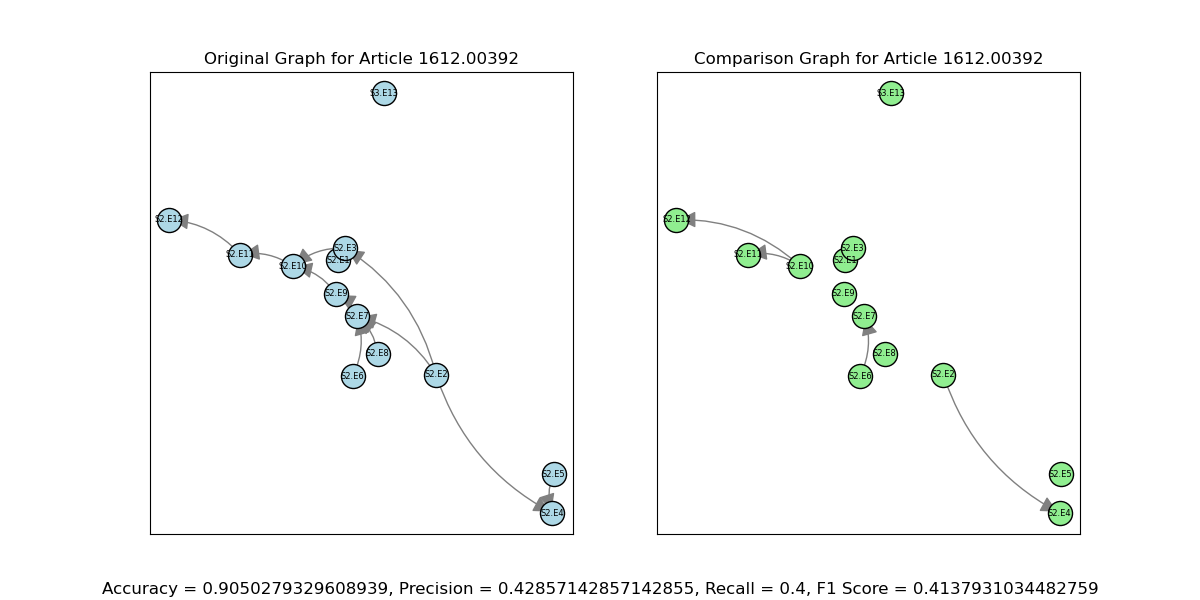 Original Graph for Article 1612.00392
S3.E13
S2.E12
S2.E11
S2.E3
S2.E1
S2.E10
S2.E9
S2.E7
S2.E8
S2.E6
S2.E2
S2.E5
S2.E4
Comparison Graph for Article 1612.00392
S3.E13
S2.E12
S2.E11
S2.E3
S2.E1
S2.E10
S2.E9
S2.E7
S2.E8
S2.E6
S2.E2
S2.E5
S2.E4
Accuracy = 0.9050279329608939, Precision = 0.42857142857142855, Recall = 0.4, F1 Score = 0.4137931034482759